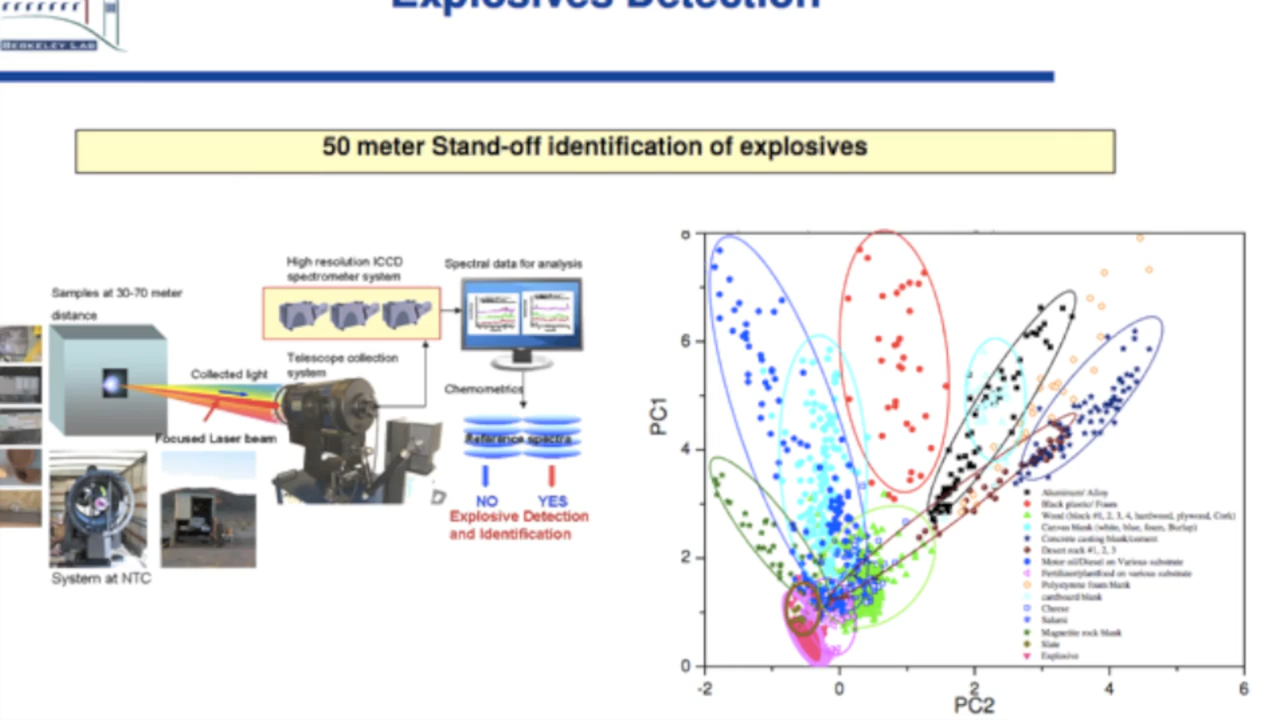 Explosives Detection
BERKELEY LAB
50 meter Stand-off identification of explosives
Samples at 30-70 meter
distance
Collected light
Focused Laser beam
High resolution ICCD
spectrometer system
Telescope collection
system
Spectral data for analysis
Chemometrics
Reference spectra
NO YES
Explosive Detection
and Identification
System at NTC
PC1
8
6
4
2
0
-2 0 2 4 6
PC2
Aluminum/ Alloy
Black plastic/ Foam
Wood (block #1, 2, 3, 4, hardwood, plywood, Cork)
Canvas blank (white, blue, foam, Burlap)
Concrete casting blank/cement
Desert rock #1, 2, 3
Motor oil/Diesel on Various substrate
Fertilizer/plantfood on various substrate
Polystyrene foam blank
cardboard blank
Cheese
Salami
Magnetite rock blank
Slate
Explosive